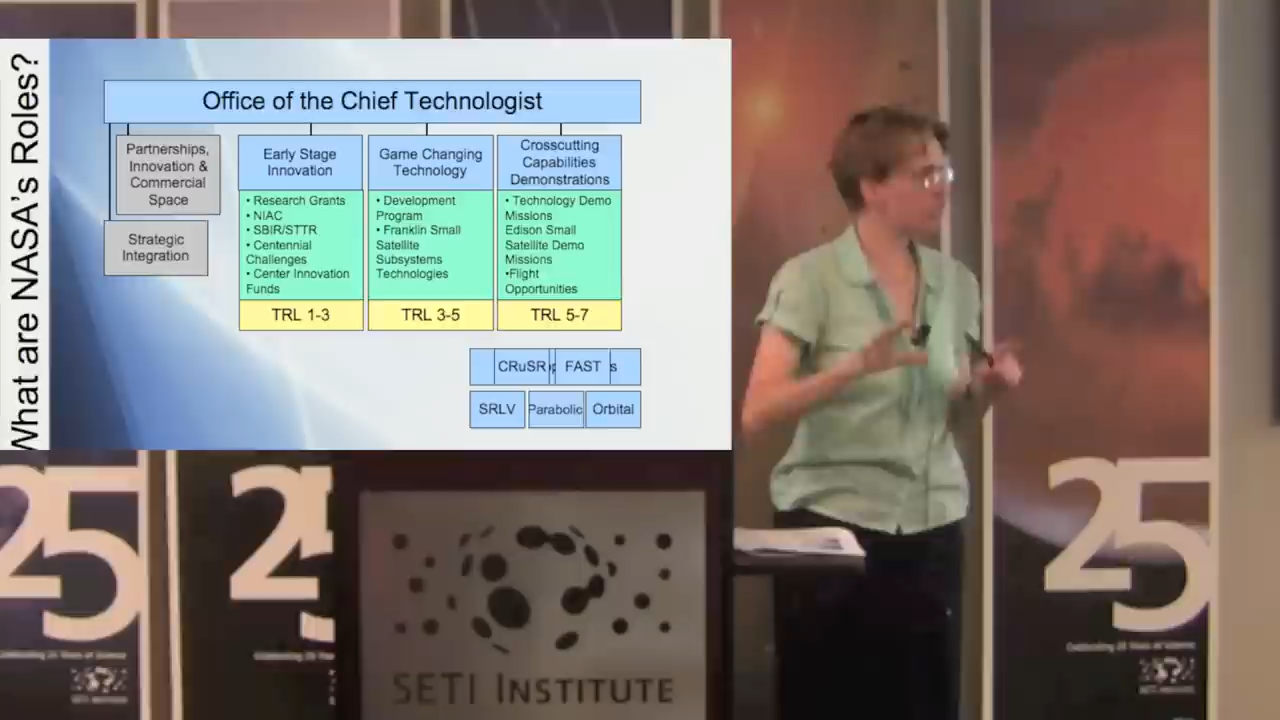 What are NASA's Roles?
Office of the Chief Technologist
Partnerships,
Innovation &
Commercial
Space
Strategic
Integration
Early Stage
Innovation
• Research Grants
• NIAC
• SBIR/STTR
• Centennial
Challenges
• Center Innovation
Funds
TRL 1-3
Game Changing
Technology
• Development
Program
• Franklin Small
Satellite
Subsystems
Technologies
TRL 3-5
Crosscutting
Capabilities
Demonstrations
• Technology Demo
Missions
Edison Small
Satellite Demo
Missions
•Flight
Opportunities
TRL 5-7
CRuSR FAST s
SRLV Parabolic Orbital
25
25
25
SETI INSTITUTE